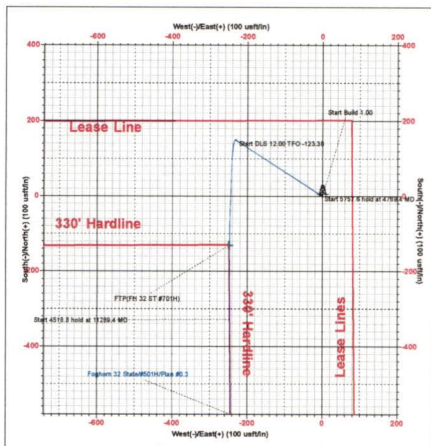 West(-)/East(+) (100 usft/in)
-600 -400 -200 0 200
400 400
Start Build 1.00
200 200
Lease Line
Start DLS 12.00 TFO -123.38
0 0
330' Hardline
-200 -200
FTP(FH 32 ST #701H)
-400 -400
South(-)/North(+) (100 usft/in)
South(-)/North(+) (100 usft/in)
330' Hardline
Lease Lines
-600 -400 -200 0 200
West(-)/East(+) (100 usft/in)